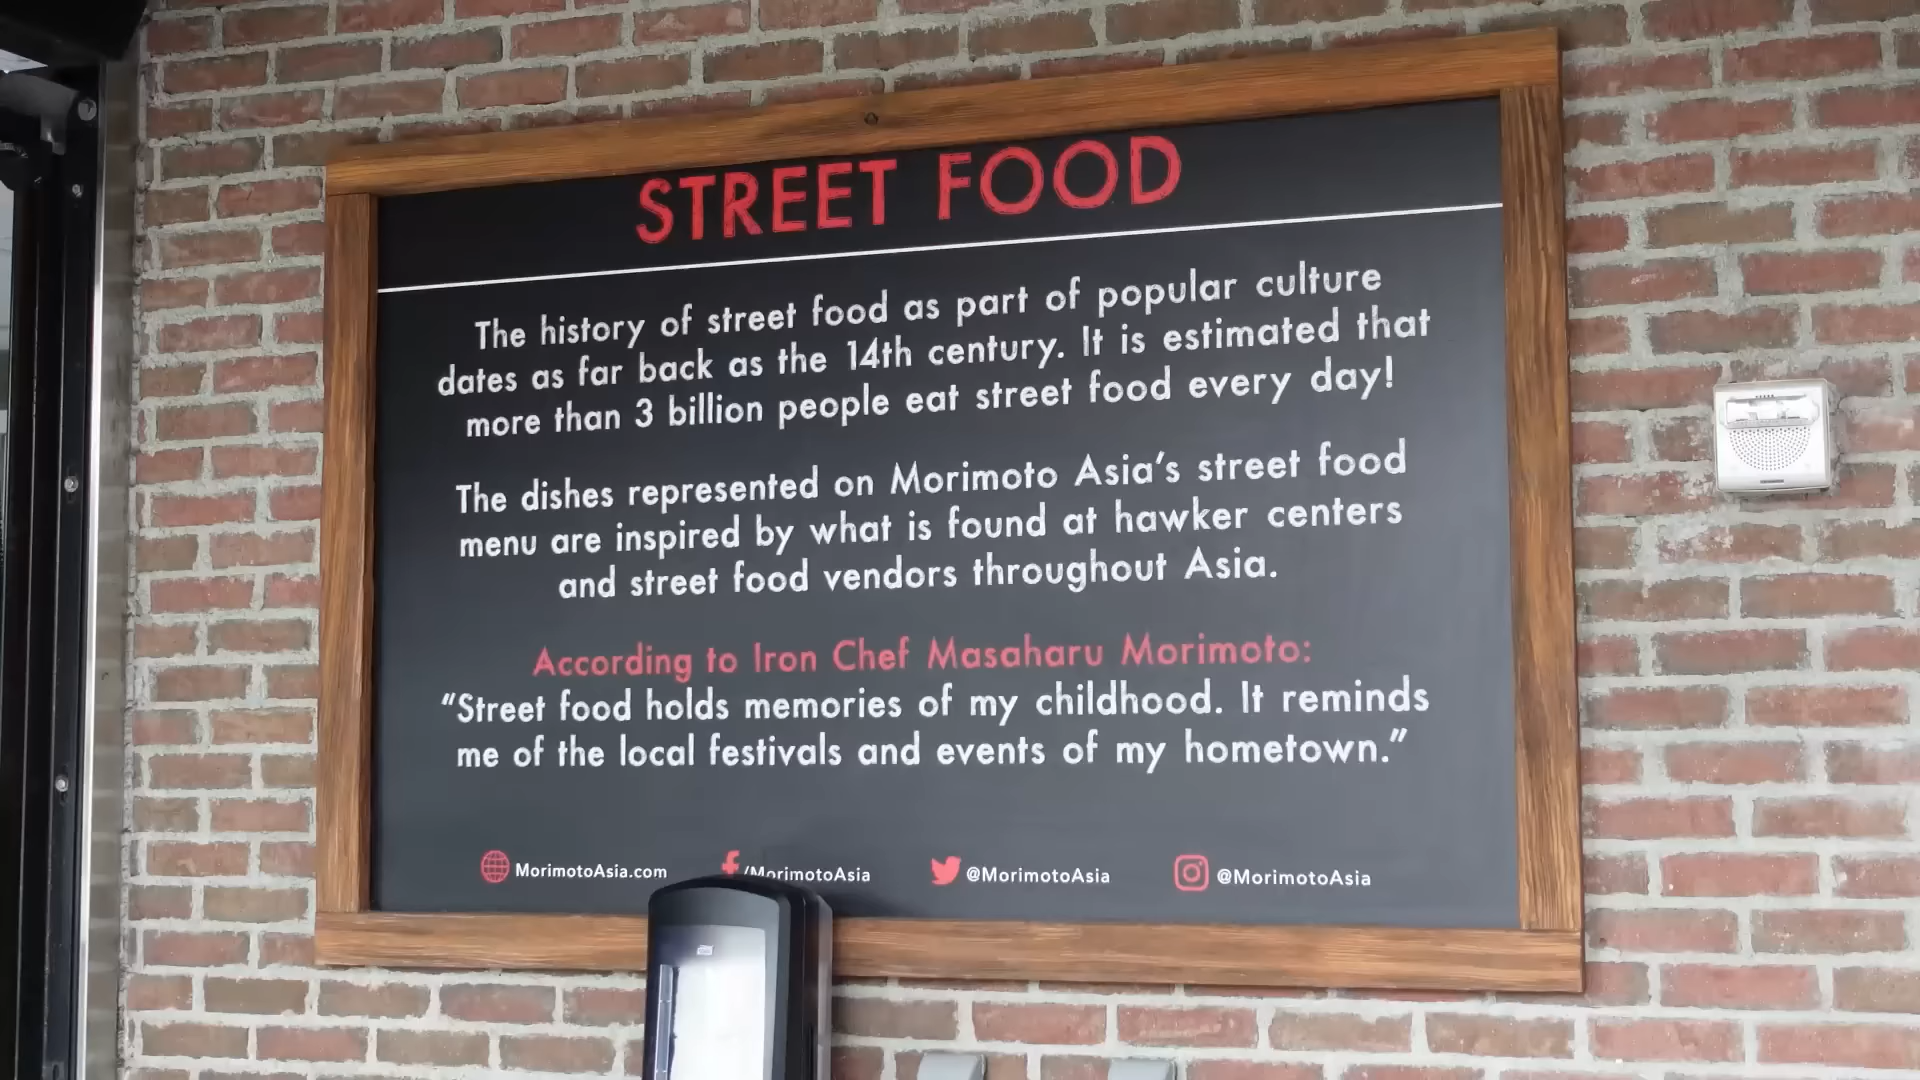 STREET FOOD
The history of street food as part of popular culture
dates as far back as the 14th century. It is estimated that
more than 3 billion people eat street food every day!
The dishes represented on Morimoto Asia's street food
menu are inspired by what is found at hawker centers
and street food vendors throughout Asia.
According to Iron Chef Masaharu Morimoto:
“Street food holds memories of my childhood. It reminds
me of the local festivals and events of my hometown.”
MorimotoAsia.com /MorimotoAsia @MorimotoAsia @MorimotoAsia